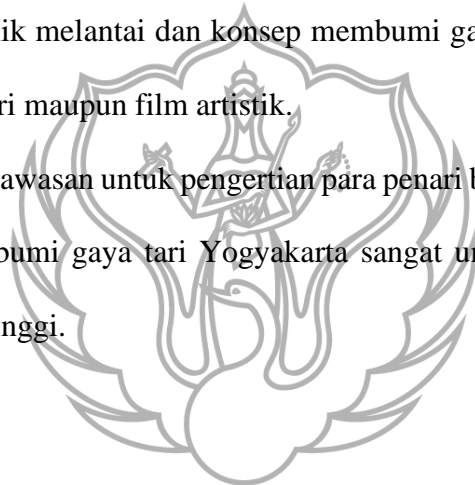 nik melantai dan konsep membumi ga
ri maupun film artistik.
awasan untuk pengertian para penari b
bumi gaya tari Yogyakarta sangat u
nggi.